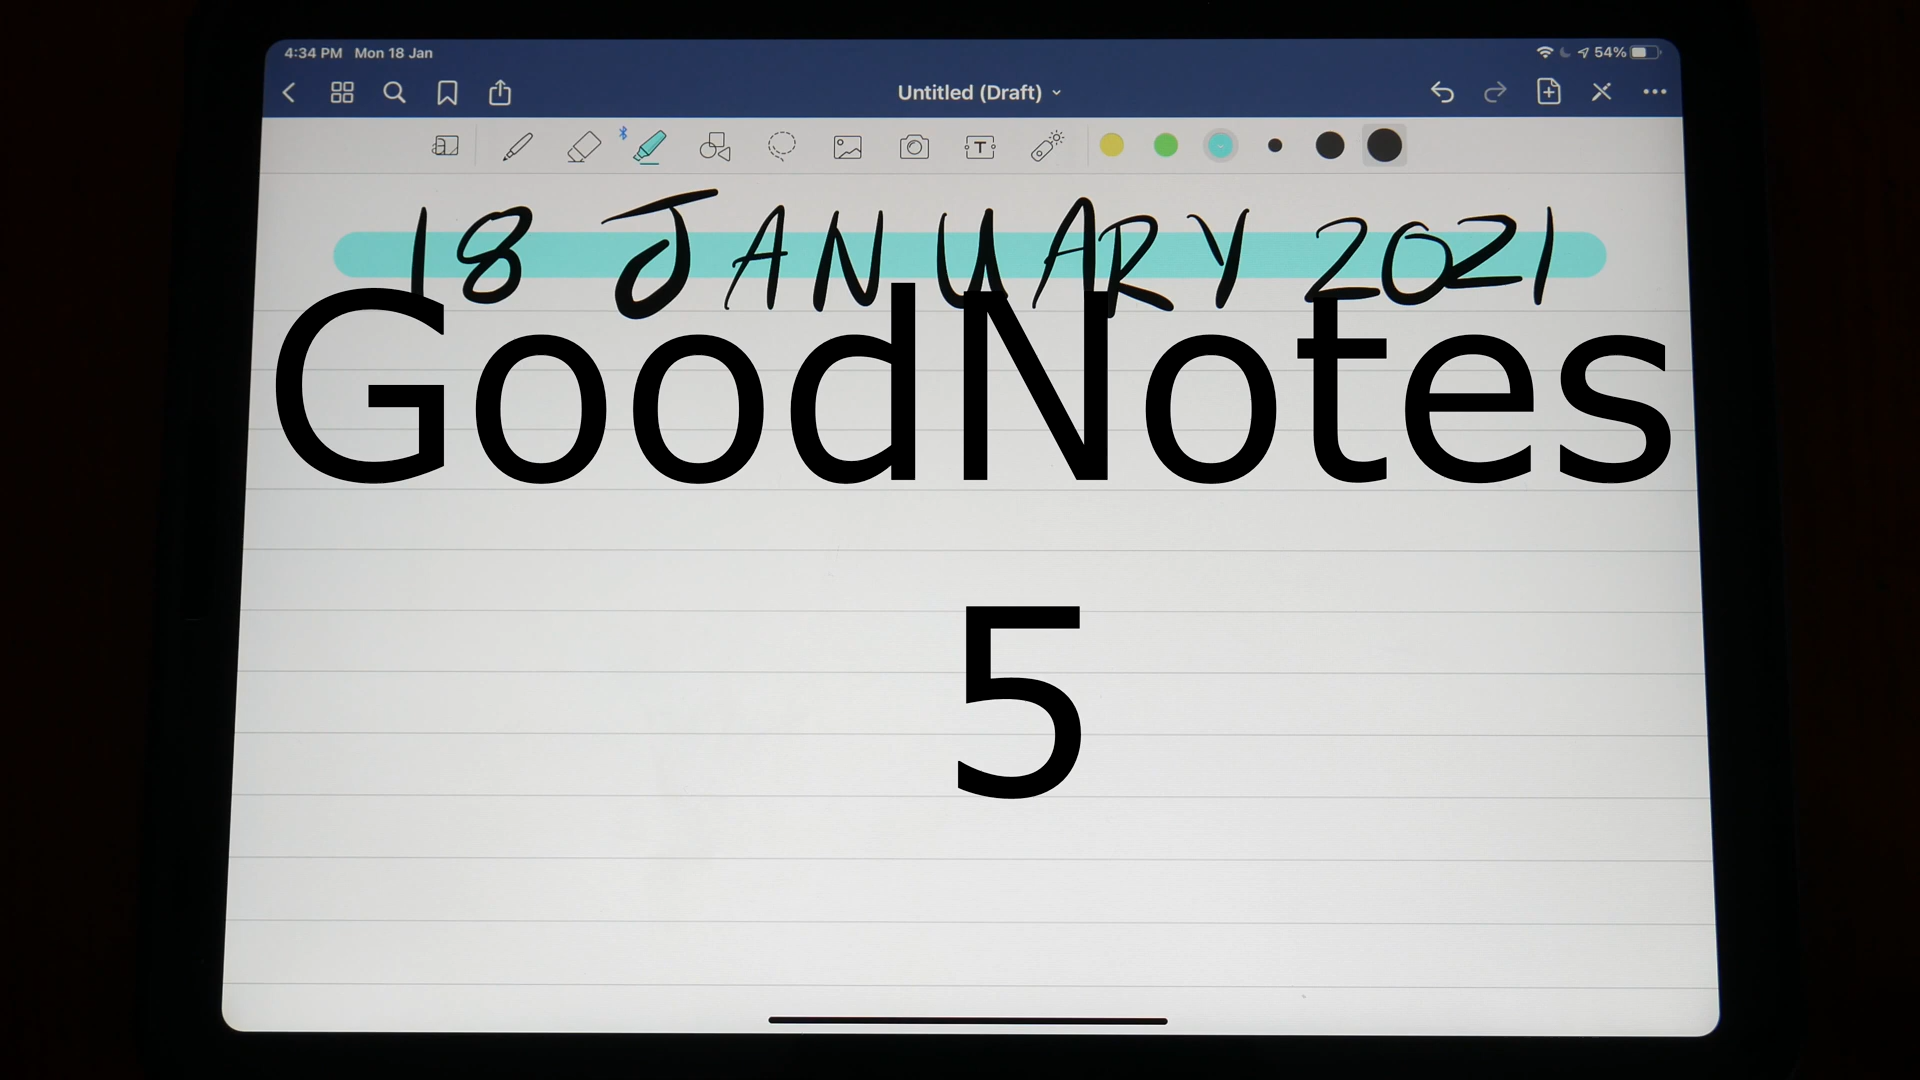 4:34 PM Mon 18 Jan
54%
Untitled (Draft)
a
T
18 JANUARY 2021
GoodNotes
5